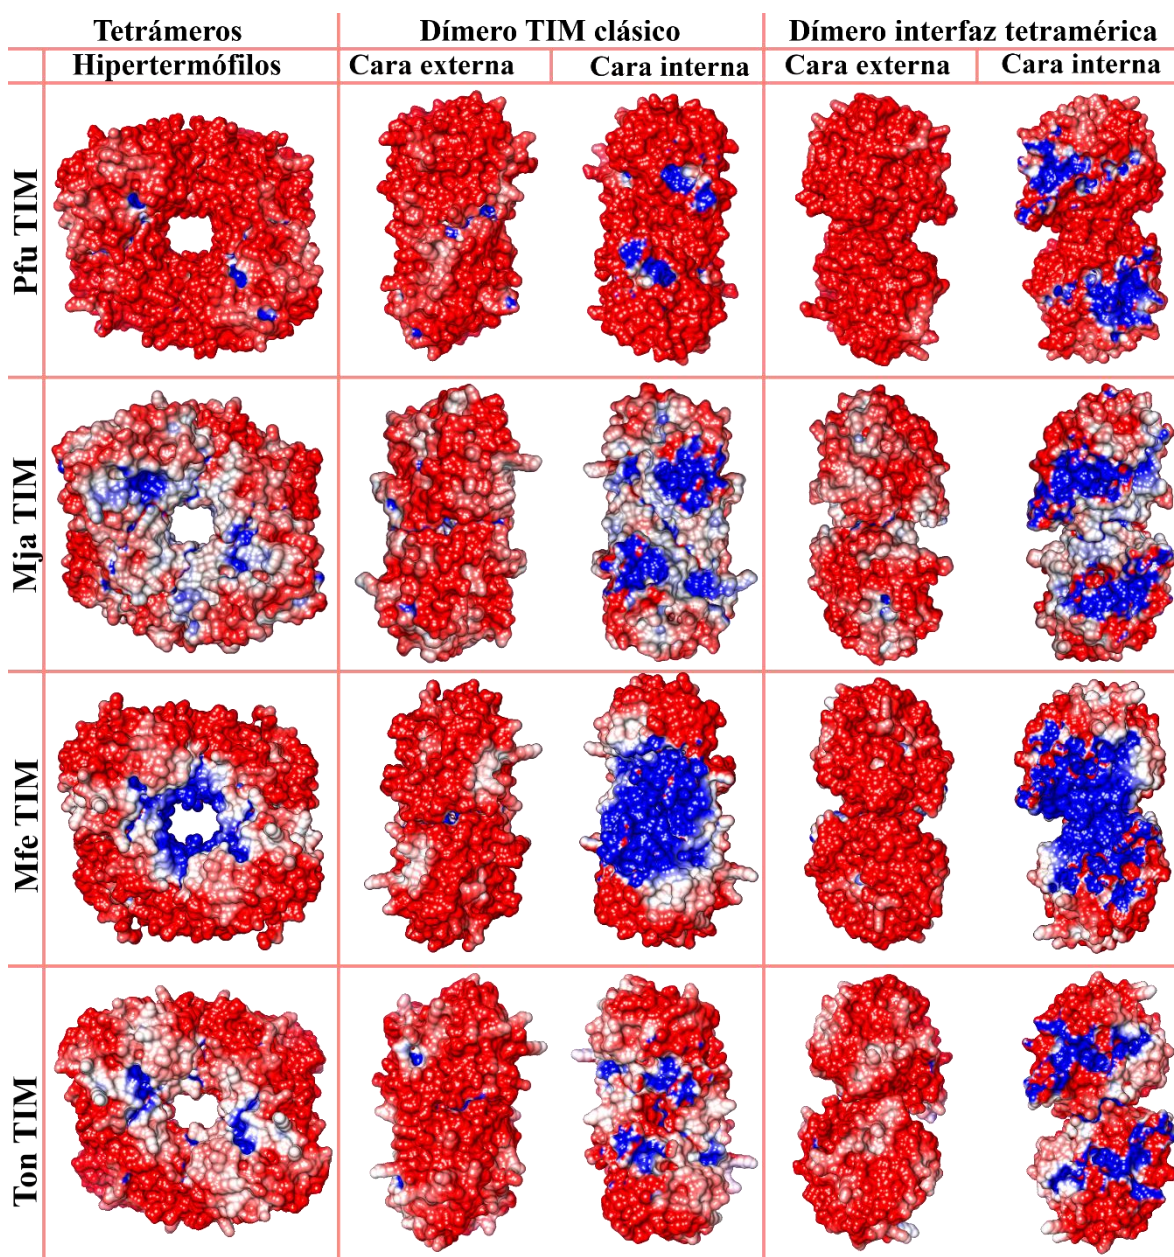 Tetrámeros
Dímero TIM clásico
Dímero interfaz tetramérica
Hipertermófilos
Cara externa
Cara interna
Cara externa
Cara interna
Pfu TIM
Mja TIM
Mfe TIM
Ton TIM